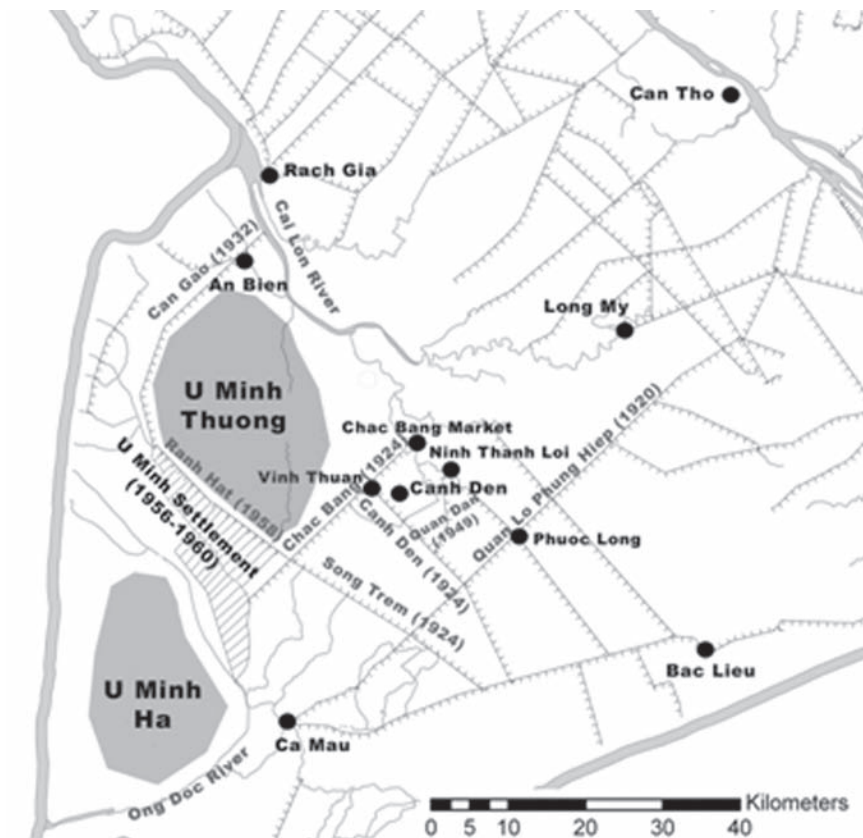 Can Tho
Rach Gia
Cai Lon River
Can Gao (1932)
An Bien
Long My
U Minh
Thuong
Chac Bang Market
Ninh Thanh Loi
Vinh Thuan
Canh Den
Quan Lo Phung Hiep (1920)
Ranh Hat (1958)
Chac Bang (1924)
Quan Dan
(1949)
Canh Den (1924)
Phuoc Long
U Minh Settlement
(1956-1960)
Song Trem (1924)
Bac Lieu
U Minh
Ha
Ca Mau
Ong Doc River
Kilometers
0 5 10 20 30 40